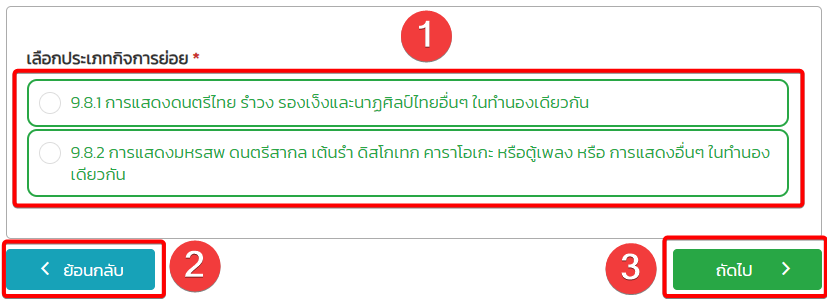 1
เลือกประเภทกิจการย่อย *
9.8.1 การแสดงดนตรีไทย รำวง รองเง็งและนาฏศิลป์ไทยอื่นๆ ในทำนองเดียวกัน
9.8.2 การแสดงมหรสพ ดนตรีสากล เต้นรำ ดิสโกเทก คาราโอเกะ หรือตู้เพลง หรือ การแสดงอื่นๆ ในทำนอง
เดียวกัน
ย้อนกลับ 2 3 ถัดไป